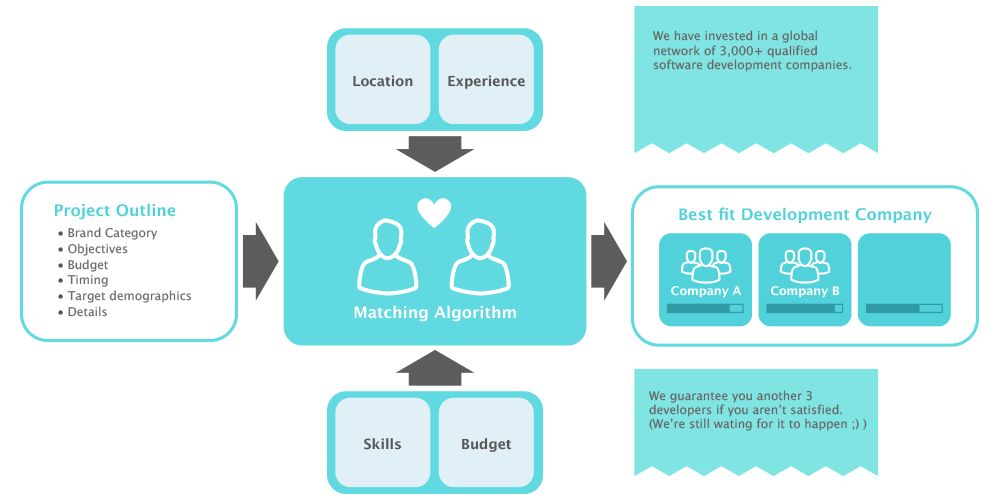 Location
Experience
We have invested in a global
network of 3,000+ qualified
software development companies.
Project Outline
• Brand Category
• Objectives
• Budget
• Timing
• Target demographics
• Details
Matching Algorithm
Best fit Development Company
Company A
Company B
Skills
Budget
We guarantee you another 3
developers if you aren't satisfied.
(We're still wating for it to happen ;) )